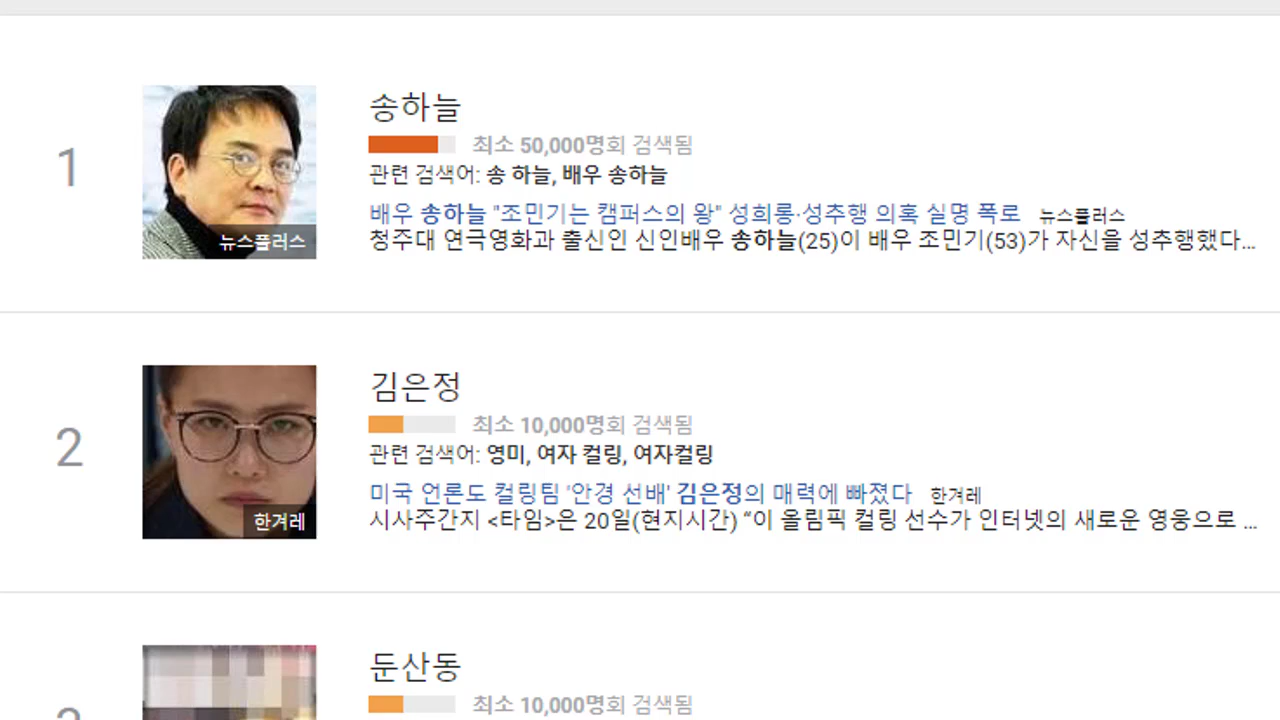 1
송하늘
최소 50,000명회 검색됨
관련 검색어: 송 하늘, 배우 송하늘
배우 송하늘 "조민기는 캠퍼스의 왕" 성희롱·성추행 의혹 실명 폭로 뉴스플러스
청주대 연극영화과 출신인 신인배우 송하늘(25)이 배우 조민기(53)가 자신을 성추행했다...
뉴스플러스
2
김은정
최소 10,000명회 검색됨
관련 검색어: 영미, 여자 컬링, 여자컬링
미국 언론도 컬링팀 '안경 선배' 김은정의 매력에 빠졌다 한겨레
시사주간지 <타임>은 20일(현지시간) “이 올림픽 컬링 선수가 인터넷의 새로운 영웅으로 ...
한겨레
둔산동
최소 10,000명회 검색됨